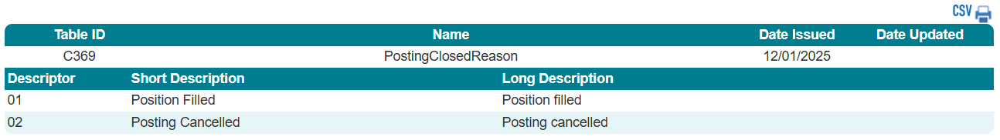 CSV
Table ID Name Date Issued Date Updated
C369 PostingClosedReason 12/01/2025
Descriptor Short Description Long Description
01 Position Filled Position filled
02 Posting Cancelled Posting cancelled